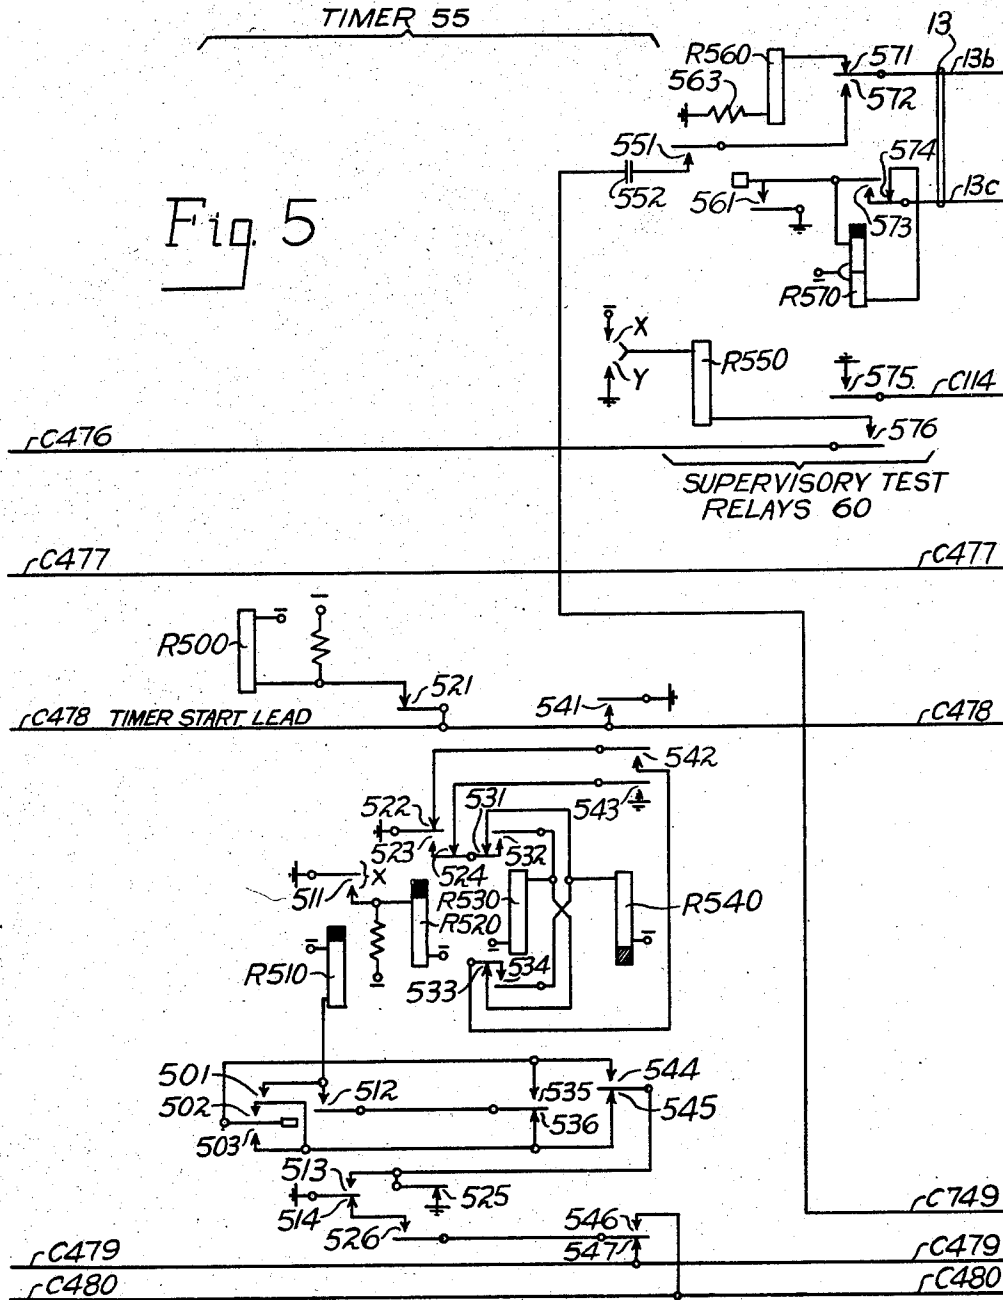 TIMER 55
13
R560
571
13b
563
572
551
574
552
561
573
13c
Fig. 5
R570
X
R550
Y
575
C114
C476
576
SUPERVISORY TEST
RELAYS 60
C477 C477
R500
521
541
C478 TIMER START LEAD C478
542
522
531
543
523
524
532
511 X
R530
R520
R540
R510
533
534
501
512
535
544
502
536
545
503
513
514
525
526
546
547
C749
C479 C479
C480 C480